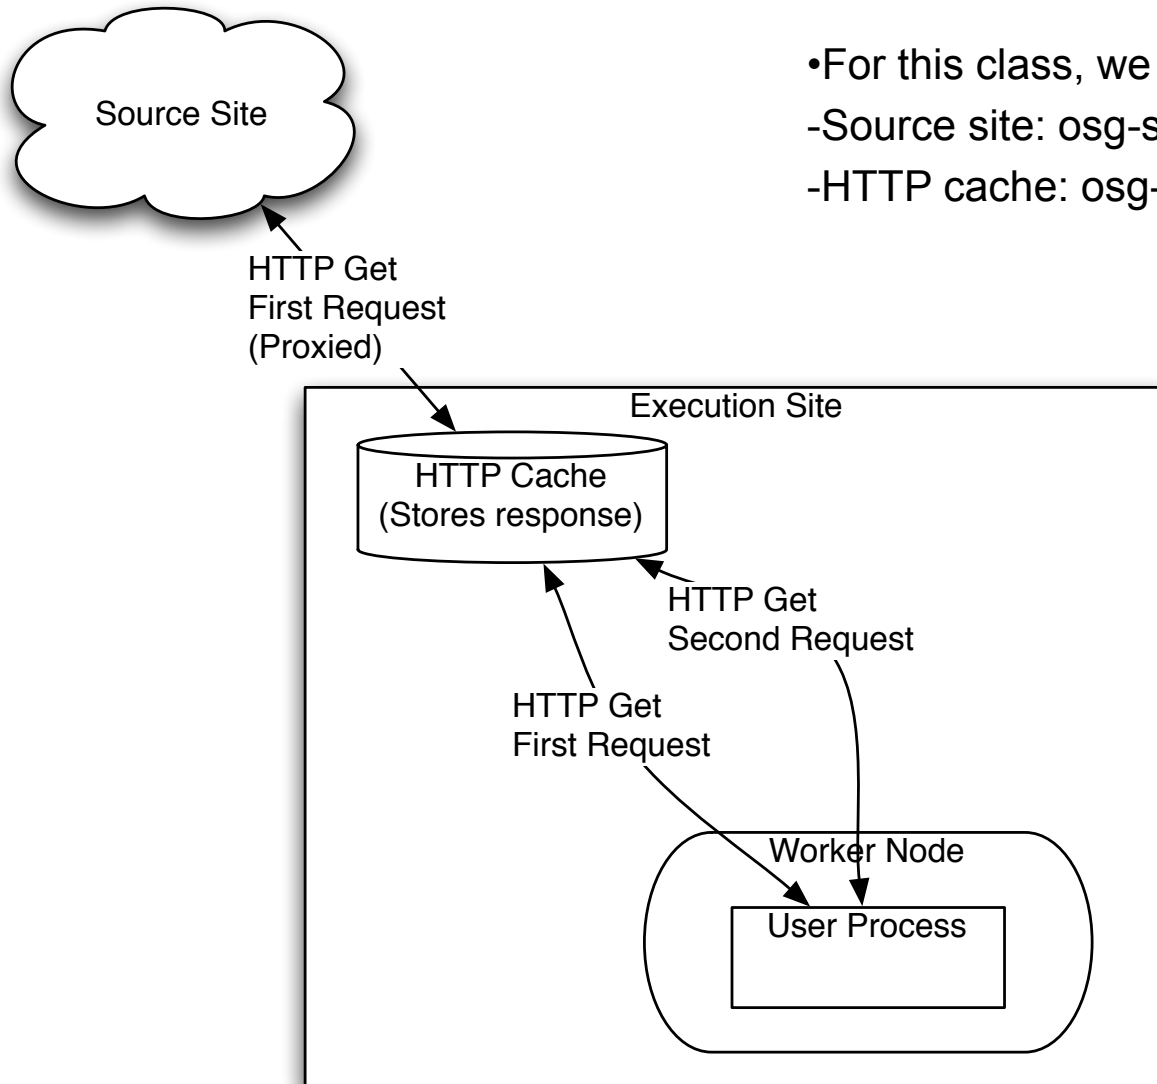 Source Site
•For this class, we
-Source site: osg-s
-HTTP cache: osg-
HTTP Get
First Request
(Proxied)
Execution Site
HTTP Cache
(Stores response)
HTTP Get
Second Request
HTTP Get
First Request
Worker Node
User Process